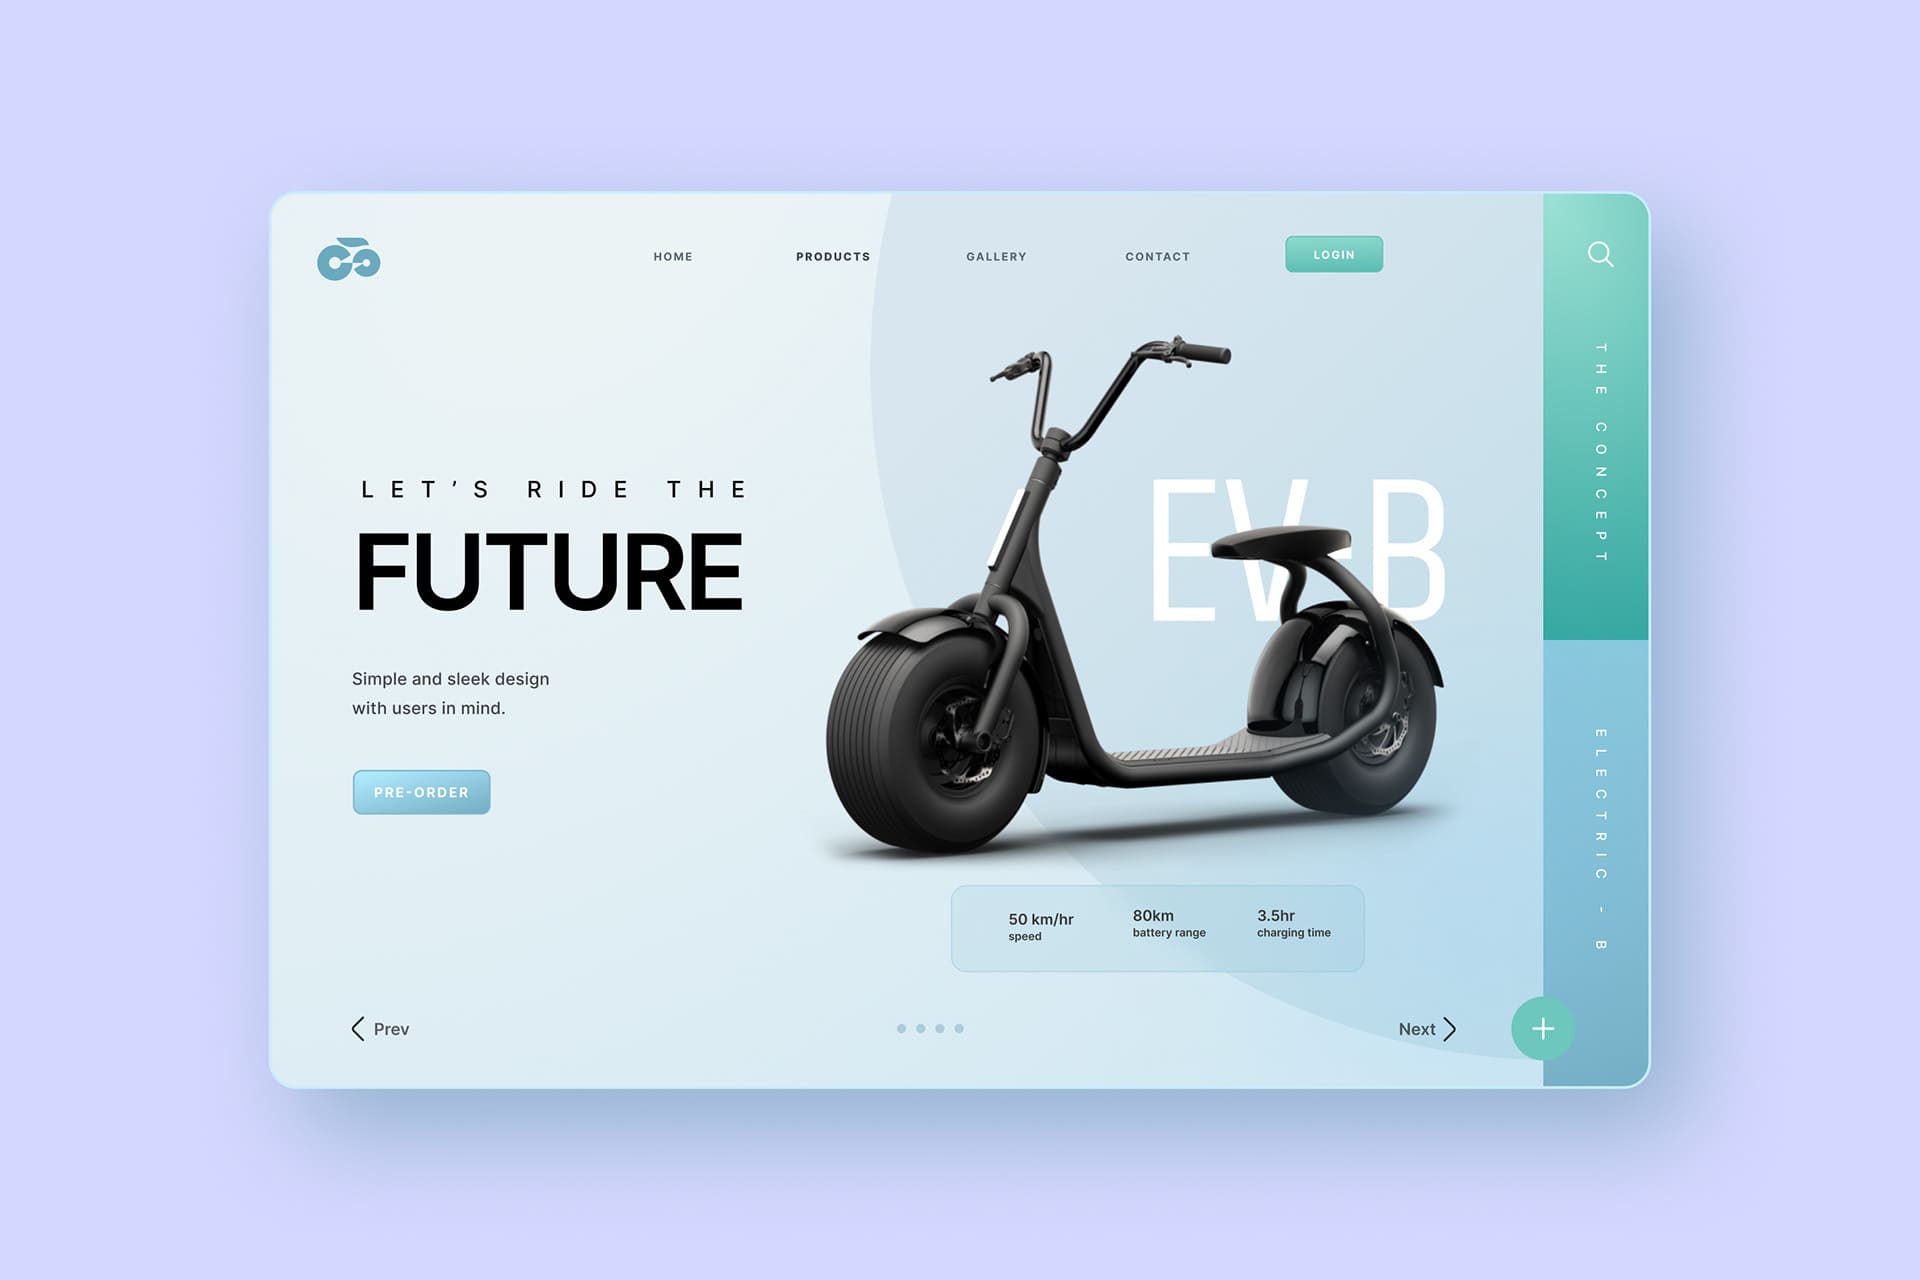 HOME
PRODUCTS
GALLERY
CONTACT
LOGIN
LET’S RIDE THE
FUTURE
Simple and sleek design
with users in mind.
PRE-ORDER
EV-B
50 km/hr
speed
80km
battery range
3.5hr
charging time
Prev
Next
THE CONCEPT
ELECTRIC - B